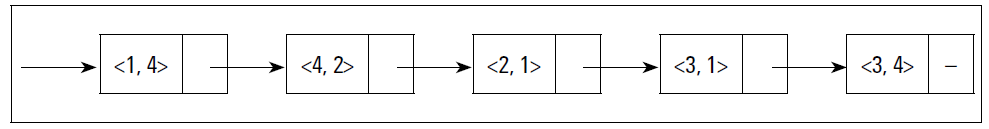 <1, 4> <4, 2> <2, 1> <3, 1> <3, 4> –